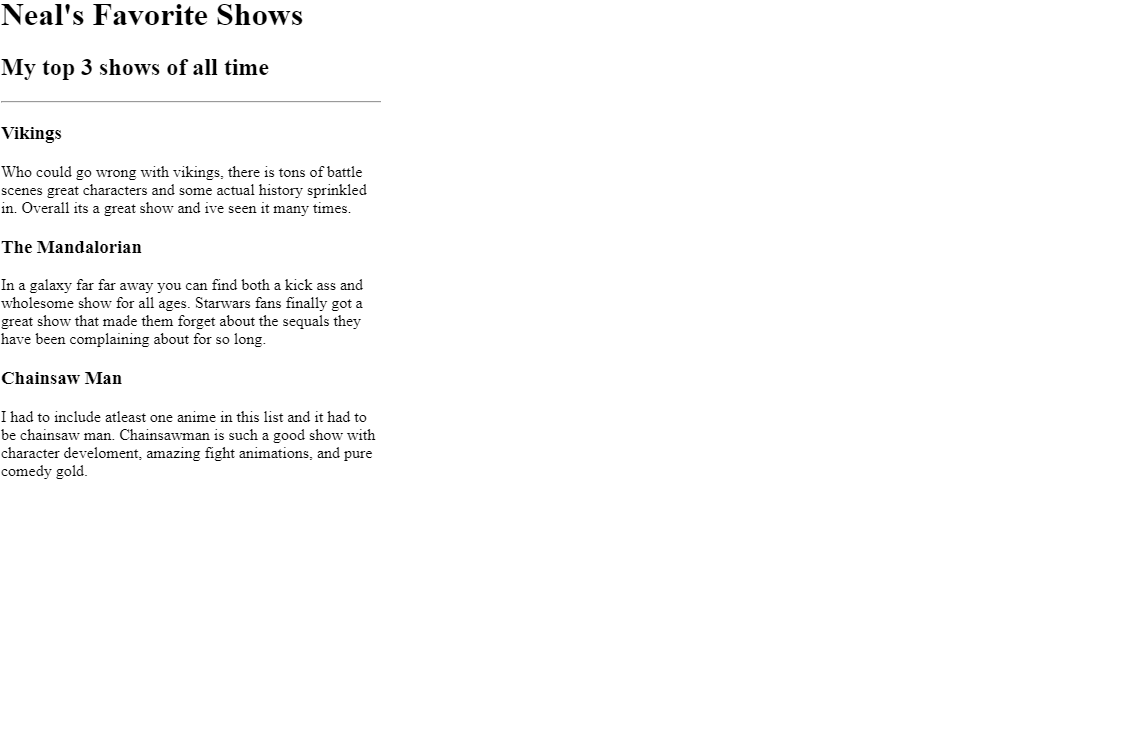 Neal's Favorite Shows
My top 3 shows of all time
Vikings
Who could go wrong with vikings, there is tons of battle
scenes great characters and some actual history sprinkled
in. Overall its a great show and ive seen it many times.
The Mandalorian
In a galaxy far far away you can find both a kick ass and
wholesome show for all ages. Starwars fans finally got a
great show that made them forget about the sequals they
have been complaining about for so long.
Chainsaw Man
I had to include atleast one anime in this list and it had to
be chainsaw man. Chainsawman is such a good show with
character develoment, amazing fight animations, and pure
comedy gold.